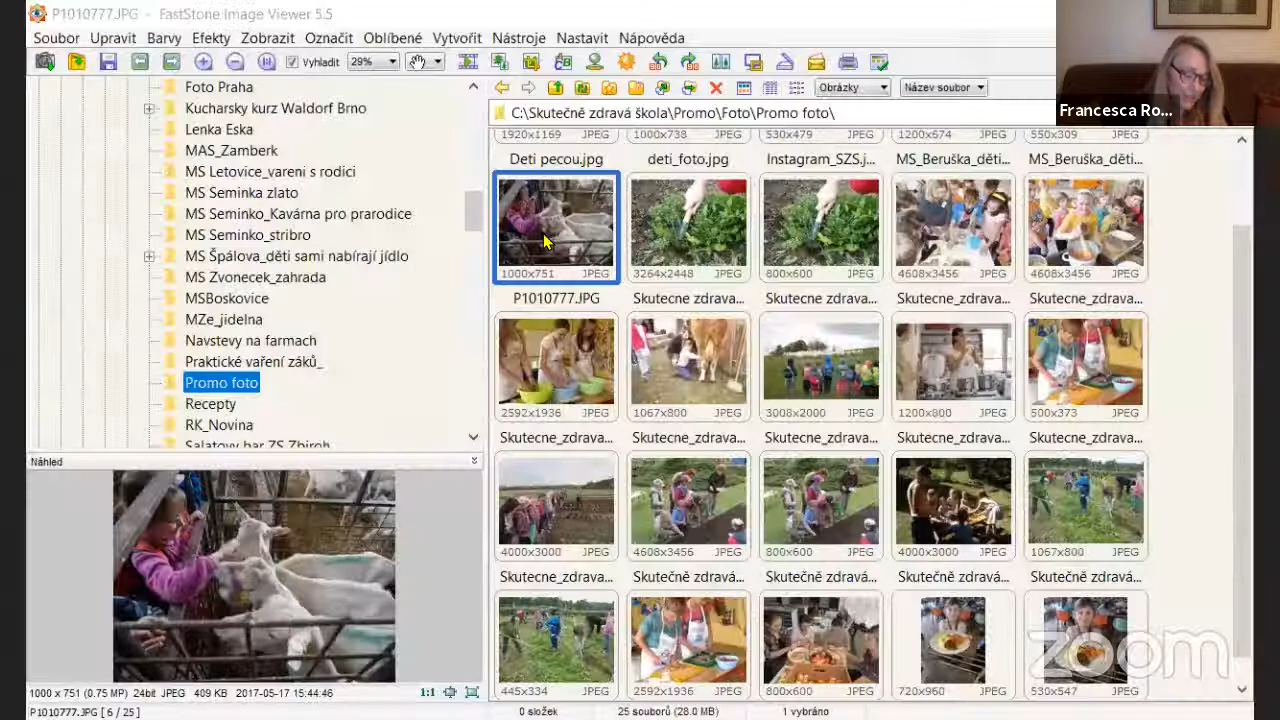 P1010777.JPG - FastStone Image Viewer 5.5
Soubor Upravit Barvy Efekty Zobrazit Označit Oblíbené Vytvořit Nástroje Nastavit Nápověda
Vyhladit 29%
Obrázky Název soubor
C:\Skutečně zdravá škola\Promo\Foto\Promo foto\
Francesca Ro...
Foto Praha
Kucharsky kurz Waldorf Brno
Lenka Eska
MAS_Zamberk
MS Letovice_vareni s rodici
MS Seminka zlato
MS Seminko_Kavárna pro prarodice
MS Seminko_stribro
MS Špálova_děti sami nabírají jídlo
MS Zvonecek_zahrada
MSBoskovice
MZe_jidelna
Navstevy na farmach
Praktické vaření záků_
Promo foto
Recepty
RK_Novina
Salatovy bar ZS Zbiroh
Náhled
1000 x 751 (0.75 MP) 24bit JPEG 409 KB 2017-05-17 15:44:46
1:1
P1010777.JPG [ 6 / 25 ]
1920x1169 JPEG 1000x738 JPEG 530x479 JPEG 1200x674 JPEG 550x309 JPEG
Deti pecou.jpg deti_foto.jpg Instagram_SZS.j... MS_Beruška_děti... MS_Beruška_děti...
1000x751 JPEG 3264x2448 JPEG 800x600 JPEG 4608x3456 JPEG 4608x3456 JPEG
P1010777.JPG Skutecne zdrava... Skutecne zdrava... Skutecne_zdrava... Skutecne_zdrava...
2592x1936 JPEG 1067x800 JPEG 3008x2000 JPEG 1200x800 JPEG 500x373 JPEG
Skutecne_zdrava... Skutecne_zdrava... Skutecne_zdrava... Skutecne_zdrava... Skutecne_zdrava...
4000x3000 JPEG 4608x3456 JPEG 800x600 JPEG 4000x3000 JPEG 1067x800 JPEG
Skutecne_zdrava... Skutečně zdravá... Skutečně zdravá... Skutečně zdravá... Skutečně zdravá...
445x334 JPEG 2592x1936 JPEG 800x600 JPEG 720x960 JPEG 530x547 JPEG
0 složek 25 souborů (28.0 MB) 1 vybráno
zoom